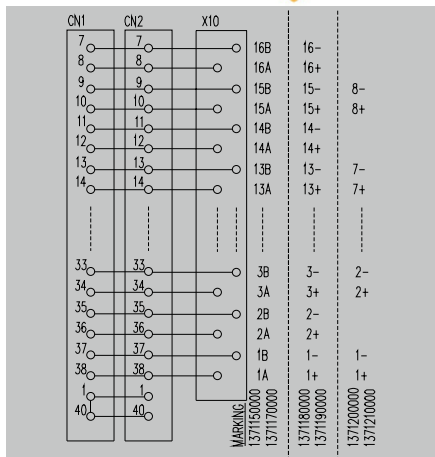 CN1 CN2 X10
7 7 16B 16-
8 8 16A 16+
9 9 15B 15- 8-
10 10 15A 15+ 8+
11 11 14B 14-
12 12 14A 14+
13 13 13B 13- 7-
14 14 13A 13+ 7+
33 33 3B 3- 2-
34 34 3A 3+ 2+
35 35 2B 2-
36 36 2A 2+
37 37 1B 1- 1-
38 38 1A 1+ 1+
1 1
40 40
MARKING
1371150000
1371170000
1371180000
1371190000
1371200000
1371210000